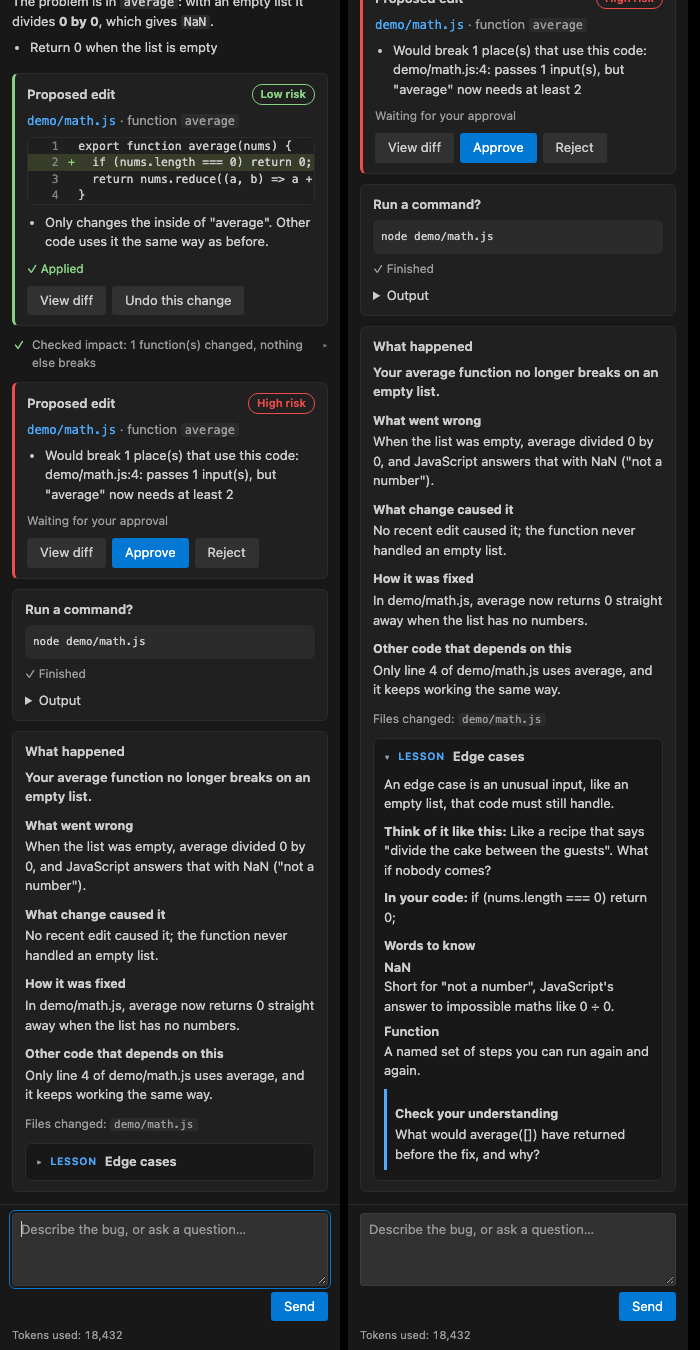 The problem is in average: with an empty list it
divides 0 by 0, which gives NaN.
• Return 0 when the list is empty
Proposed edit
Low risk
demo/math.js · function average
1 export function average(nums) {
2 + if (nums.length === 0) return 0;
3 return nums.reduce((a, b) => a +
4 }
• Only changes the inside of "average". Other
code uses it the same way as before.
✓ Applied
View diff
Undo this change
✓ Checked impact: 1 function(s) changed, nothing
else breaks
Proposed edit
High risk
demo/math.js · function average
• Would break 1 place(s) that use this code:
demo/math.js:4: passes 1 input(s), but
"average" now needs at least 2
Waiting for your approval
View diff
Approve
Reject
Run a command?
node demo/math.js
✓ Finished
▶ Output
What happened
Your average function no longer breaks on an
empty list.
What went wrong
When the list was empty, average divided 0 by
0, and JavaScript answers that with NaN ("not a
number").
What change caused it
No recent edit caused it; the function never
handled an empty list.
How it was fixed
In demo/math.js, average now returns 0 straight
away when the list has no numbers.
Other code that depends on this
Only line 4 of demo/math.js uses average, and
it keeps working the same way.
Files changed: demo/math.js
▸ LESSON Edge cases
Describe the bug, or ask a question...
Send
Tokens used: 18,432
Proposed edit
High risk
demo/math.js · function average
• Would break 1 place(s) that use this code:
demo/math.js:4: passes 1 input(s), but
"average" now needs at least 2
Waiting for your approval
View diff
Approve
Reject
Run a command?
node demo/math.js
✓ Finished
▶ Output
What happened
Your average function no longer breaks on an
empty list.
What went wrong
When the list was empty, average divided 0 by
0, and JavaScript answers that with NaN ("not a
number").
What change caused it
No recent edit caused it; the function never
handled an empty list.
How it was fixed
In demo/math.js, average now returns 0 straight
away when the list has no numbers.
Other code that depends on this
Only line 4 of demo/math.js uses average, and
it keeps working the same way.
Files changed: demo/math.js
▾ LESSON Edge cases
An edge case is an unusual input, like an
empty list, that code must still handle.
Think of it like this: Like a recipe that says
"divide the cake between the guests". What
if nobody comes?
In your code: if (nums.length === 0) return
0;
Words to know
NaN
Short for "not a number", JavaScript's
answer to impossible maths like 0 ÷ 0.
Function
A named set of steps you can run again and
again.
Check your understanding
What would average([]) have returned
before the fix, and why?
Describe the bug, or ask a question...
Send
Tokens used: 18,432